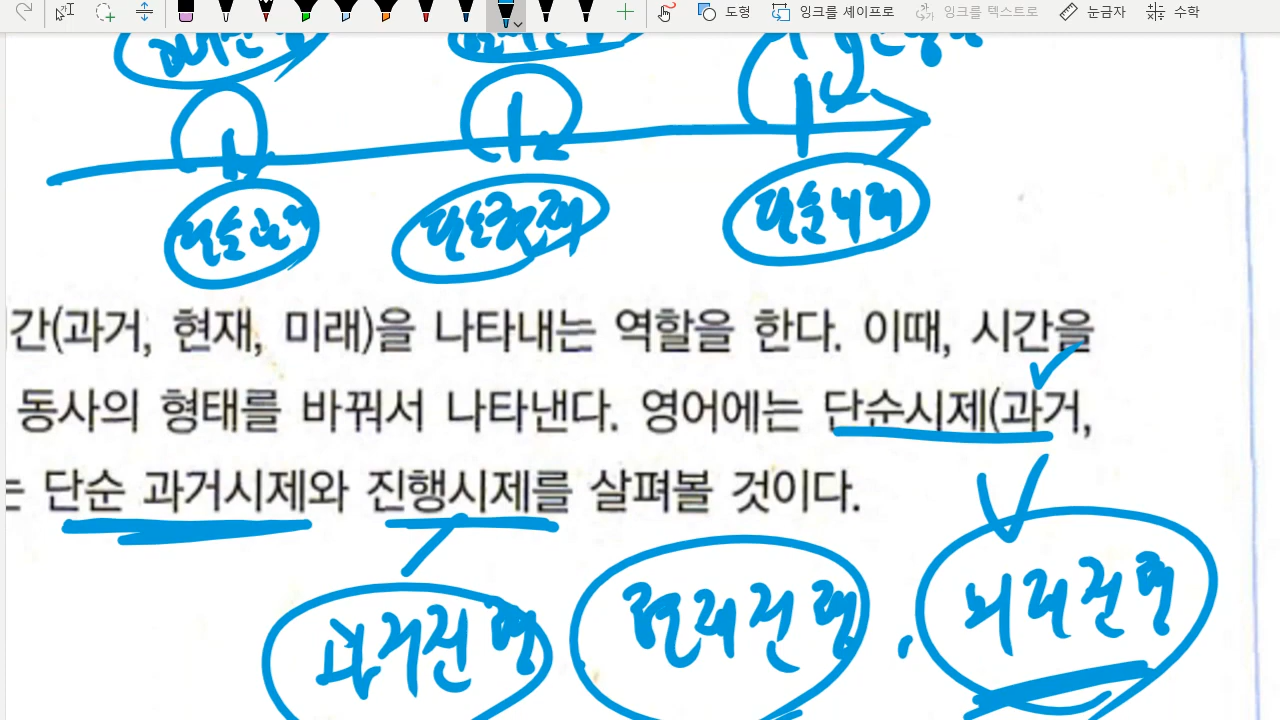 도형 잉크를 셰이프로 잉크를 텍스트로 눈금자 수학
단순과거 단순현재 단순미래
간(과거, 현재, 미래)을 나타내는 역할을 한다. 이때, 시간을
동사의 형태를 바꿔서 나타낸다. 영어에는 단순시제(과거,
는 단순 과거시제와 진행시제를 살펴볼 것이다.
과거진행 현재진행, 미래진행